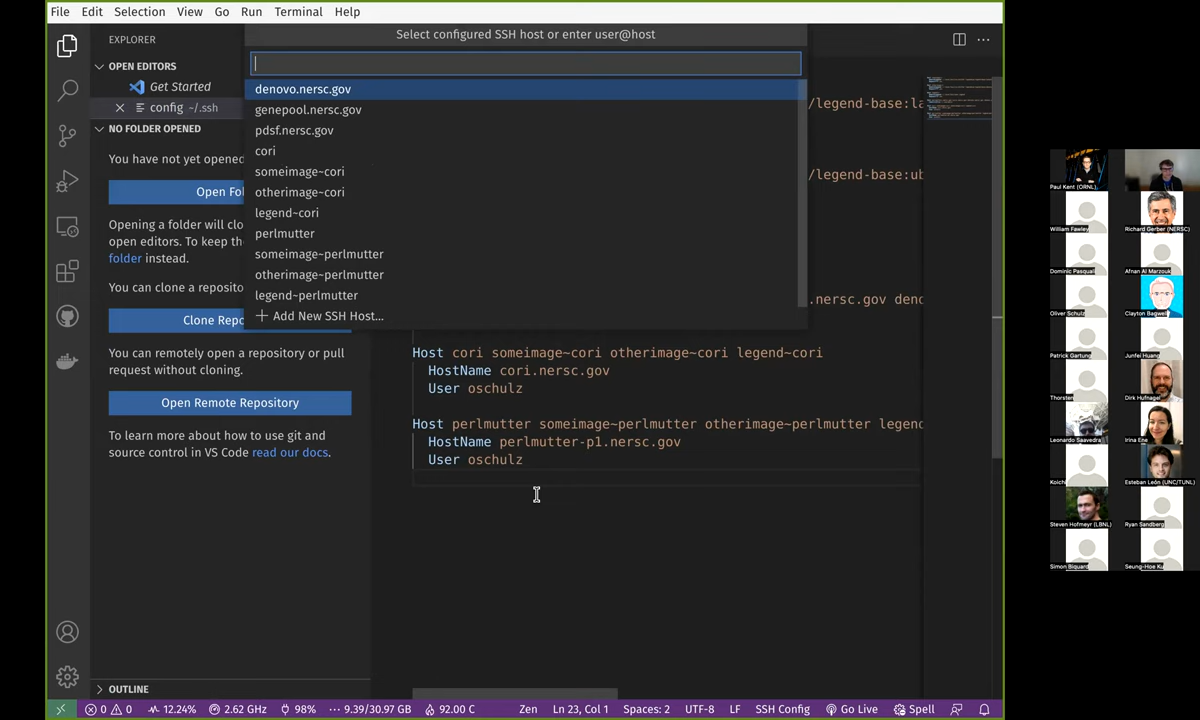 File Edit Selection View Go Run Terminal Help
EXPLORER
Select configured SSH host or enter user@host
OPEN EDITORS
Get Started
config ~/.ssh
NO FOLDER OPENED
You have not yet opened
Open Fol
Opening a folder will clo
open editors. To keep the
folder instead.
You can clone a reposito
Clone Repo
You can remotely open a repository or pull
request without cloning.
Open Remote Repository
To learn more about how to use git and
source control in VS Code read our docs.
OUTLINE
denovo.nersc.gov
genepool.nersc.gov
pdsf.nersc.gov
cori
someimage~cori
otherimage~cori
legend~cori
perlmutter
someimage~perlmutter
otherimage~perlmutter
legend~perlmutter
Add New SSH Host...
/legend-base:la
/legend-base:ub
.nersc.gov deno
Host cori someimage~cori otherimage~cori legend~cori
HostName cori.nersc.gov
User oschulz
Host perlmutter someimage~perlmutter otherimage~perlmutter legend
HostName perlmutter-p1.nersc.gov
User oschulz
0 0 12.24% 2.62 GHz 98% 9.39/30.97 GB 92.00 C Zen Ln 23, Col 1 Spaces: 2 UTF-8 LF SSH Config Go Live Spell
Paul Kent (ORNL)
William Fawley
Richard Gerber (NERSC)
Dominic Pasquali
Afnan Al Marzouk
Oliver Schulz
Clayton Bagwell
Patrick Gartung
Junfei Huang
Thorsten
Dirk Hufnagel
Leonardo Saavedra
Irina Ene
Koichi
Esteban León (UNC/TUNL)
Steven Hofmeyr (LBNL)
Ryan Sandberg
Simon Biquard
Seung-Hoe Ku